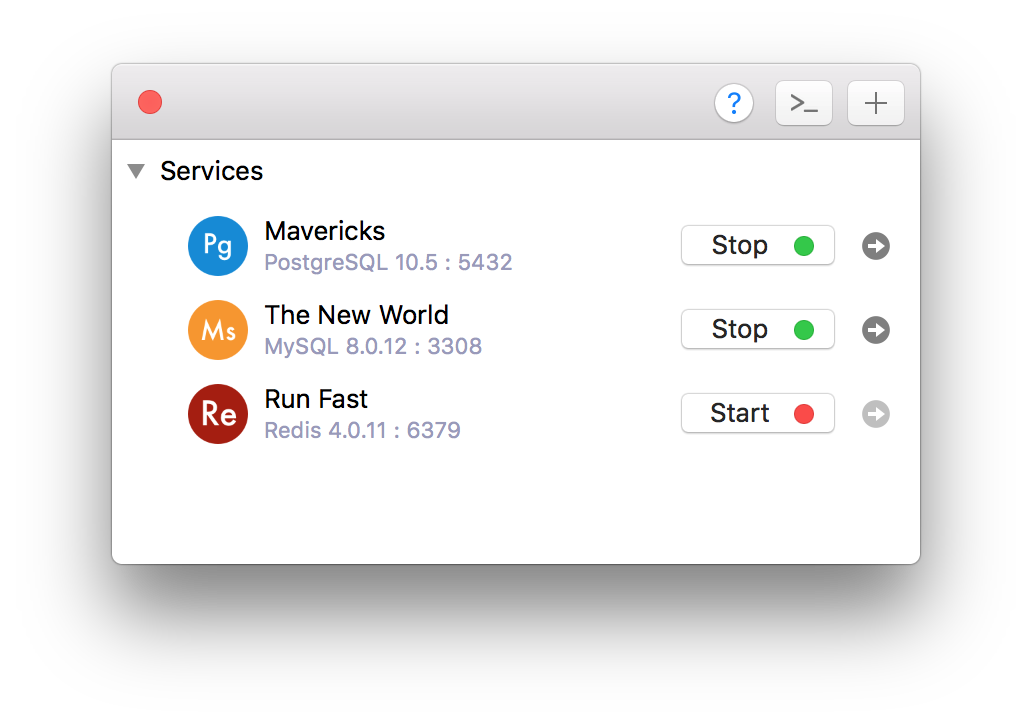 ?
>_
+
Services
Pg
Mavericks
PostgreSQL 10.5 : 5432
Stop
Ms
The New World
MySQL 8.0.12 : 3308
Stop
Re
Run Fast
Redis 4.0.11 : 6379
Start